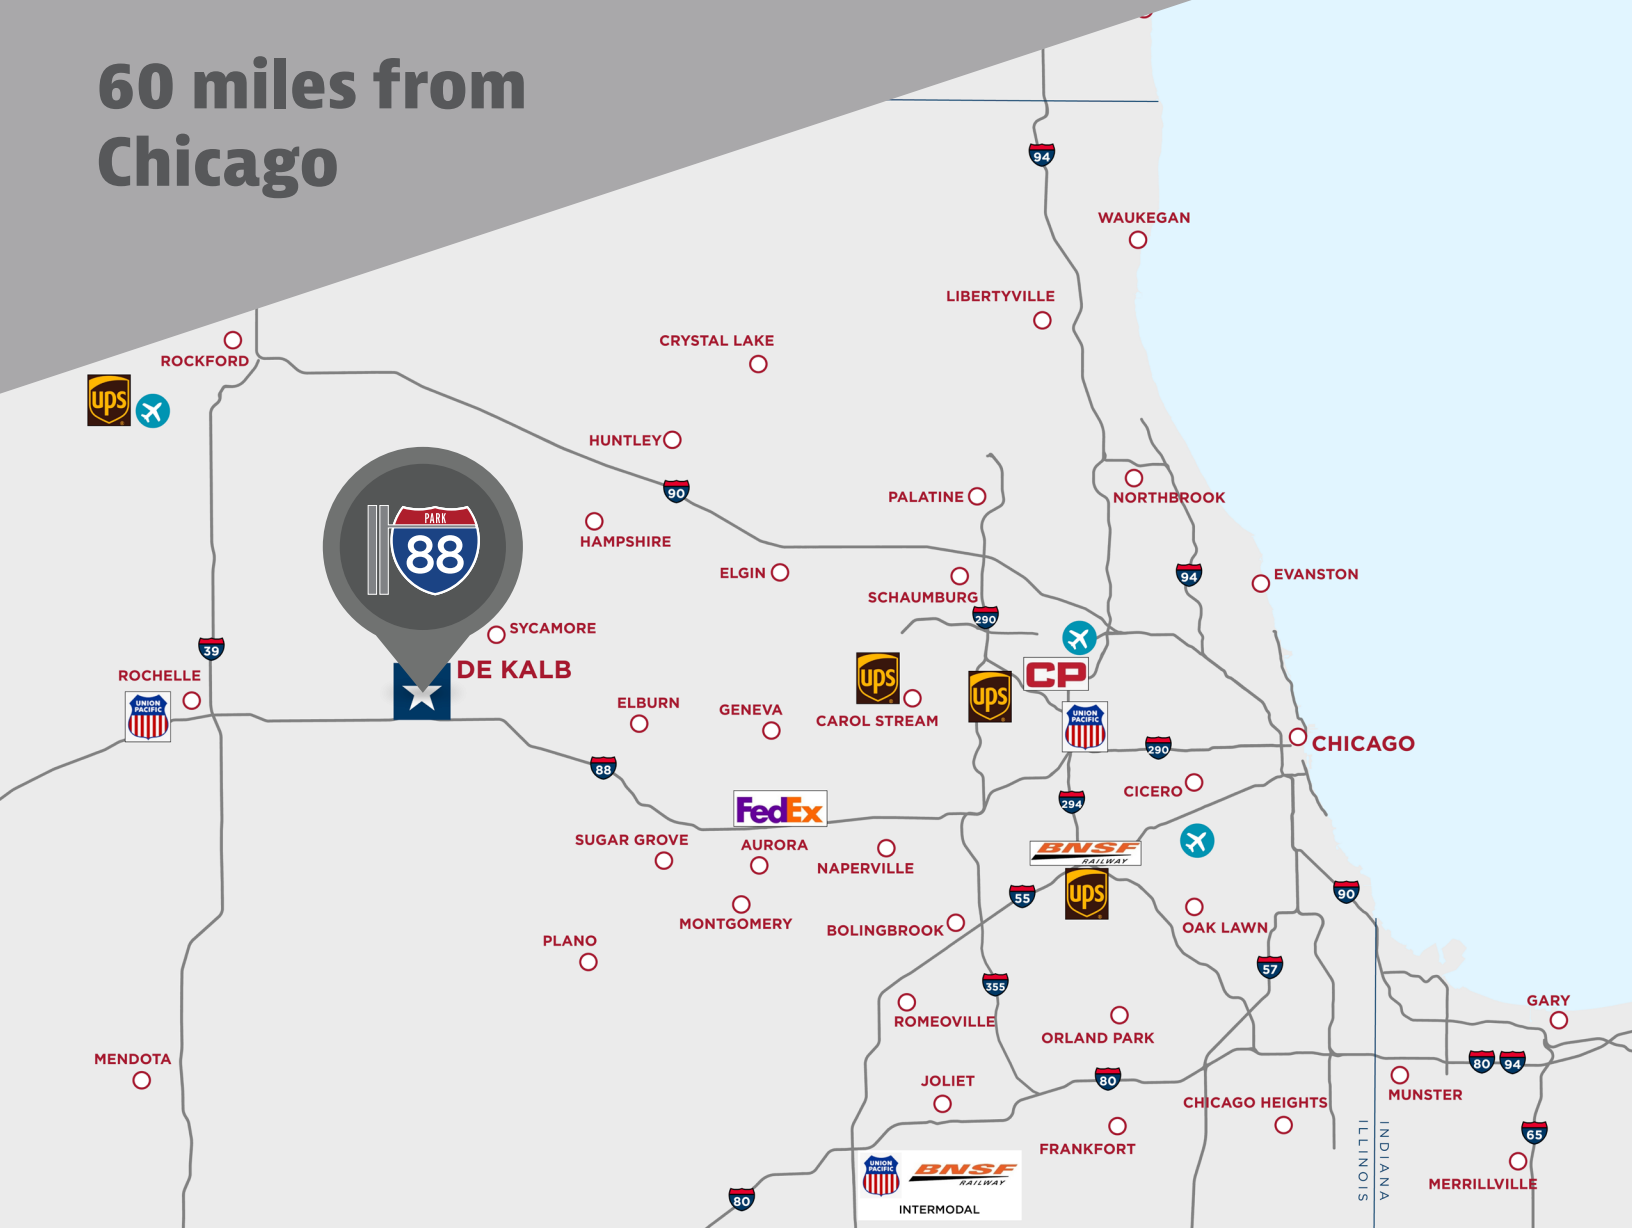 60 miles from
Chicago
94
WAUKEGAN
LIBERTYVILLE
CRYSTAL LAKE
ROCKFORD
ups
HUNTLEY
90
PALATINE
NORTHBROOK
PARK
88
HAMPSHIRE
ELGIN
SCHAUMBURG
94
EVANSTON
290
SYCAMORE
39
DE KALB
ROCHELLE
UNION
PACIFIC
ups
CP
ups
ELBURN
GENEVA
CAROL STREAM
UNION
PACIFIC
290
CHICAGO
88
CICERO
294
FedEx
SUGAR GROVE
AURORA
NAPERVILLE
BNSF
RAILWAY
ups
55
90
MONTGOMERY
BOLINGBROOK
OAK LAWN
PLANO
57
355
ROMEOVILLE
ORLAND PARK
GARY
MENDOTA
80
94
JOLIET
80
MUNSTER
CHICAGO HEIGHTS
FRANKFORT
ILLINOIS
INDIANA
65
MERRILLVILLE
UNION
PACIFIC
BNSF
RAILWAY
INTERMODAL
80